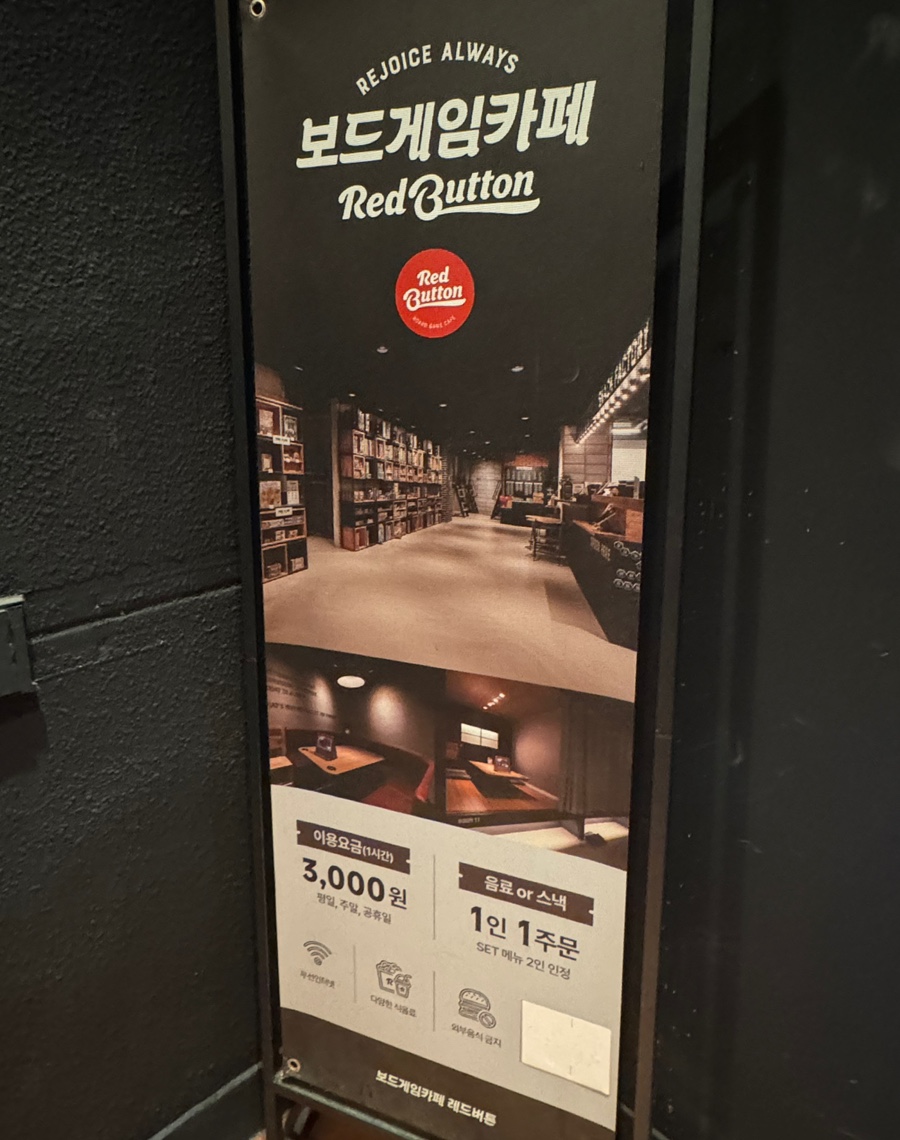 REJOICE ALWAYS
보드게임카페
Red Button
Red
Button
BOARD GAME CAFE
이용요금(1시간)
3,000원
평일, 주말, 공휴일
음료 or 스낵
1인 1주문
SET 메뉴 2인 인정
무선인터넷
다양한 식음료
외부음식 금지
보드게임카페 레드버튼